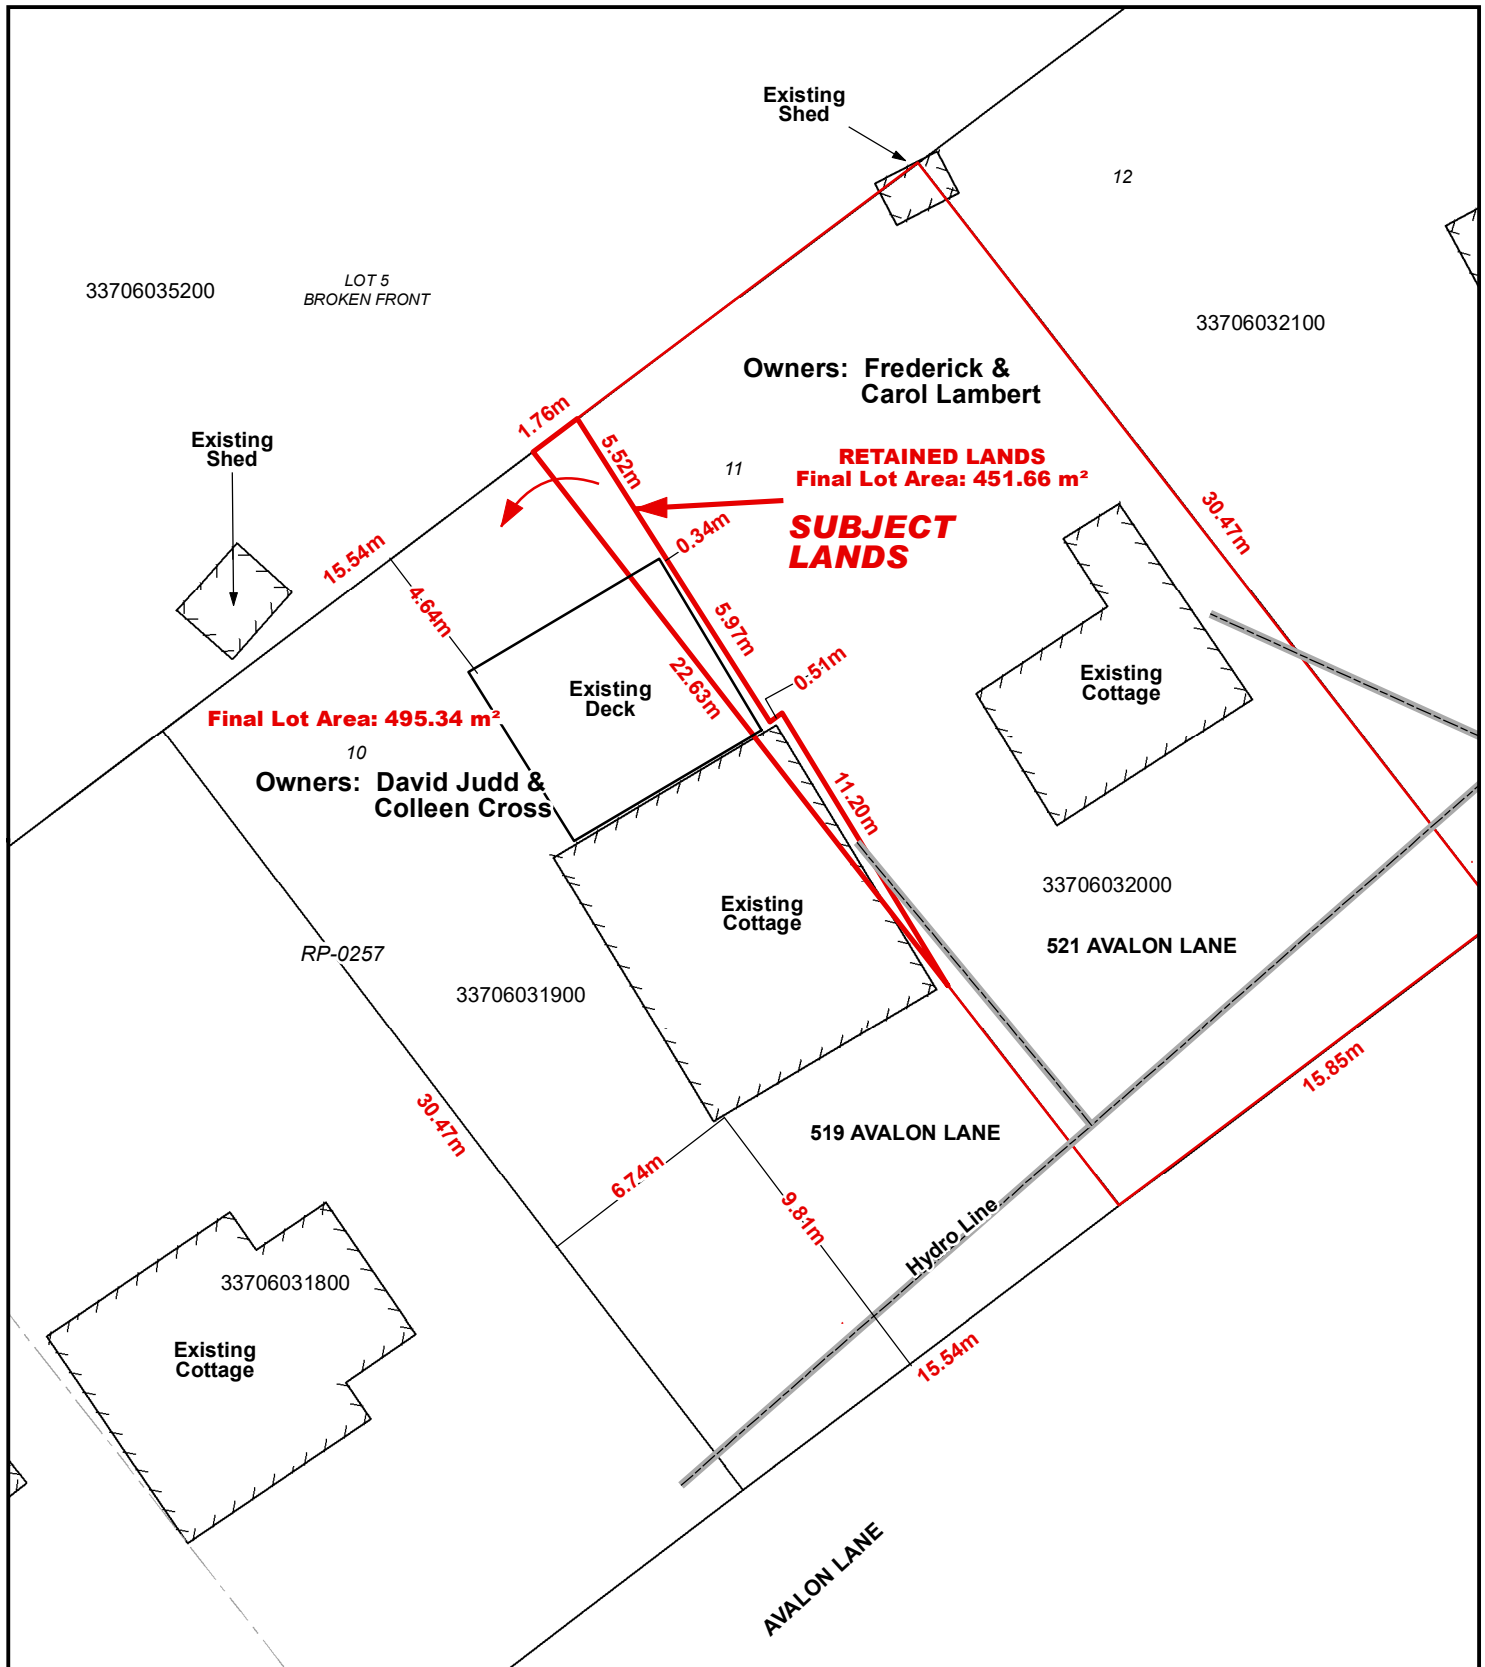 Existing
Shed
12
33706035200
LOT 5
BROKEN FRONT
33706032100
Owners: Frederick &
Carol Lambert
1.76m
Existing
Shed
5.52m
11
RETAINED LANDS
Final Lot Area: 451.66 m²
SUBJECT
LANDS
30.47m
0.34m
15.54m
4.64m
5.97m
0.51m
22.63m
Existing
Deck
Existing
Cottage
Final Lot Area: 495.34 m²
10
Owners: David Judd &
Colleen Cross
11.20m
33706032000
Existing
Cottage
521 AVALON LANE
RP-0257
33706031900
15.85m
30.47m
519 AVALON LANE
6.74m
9.81m
Hydro Line
33706031800
Existing
Cottage
15.54m
AVALON LANE